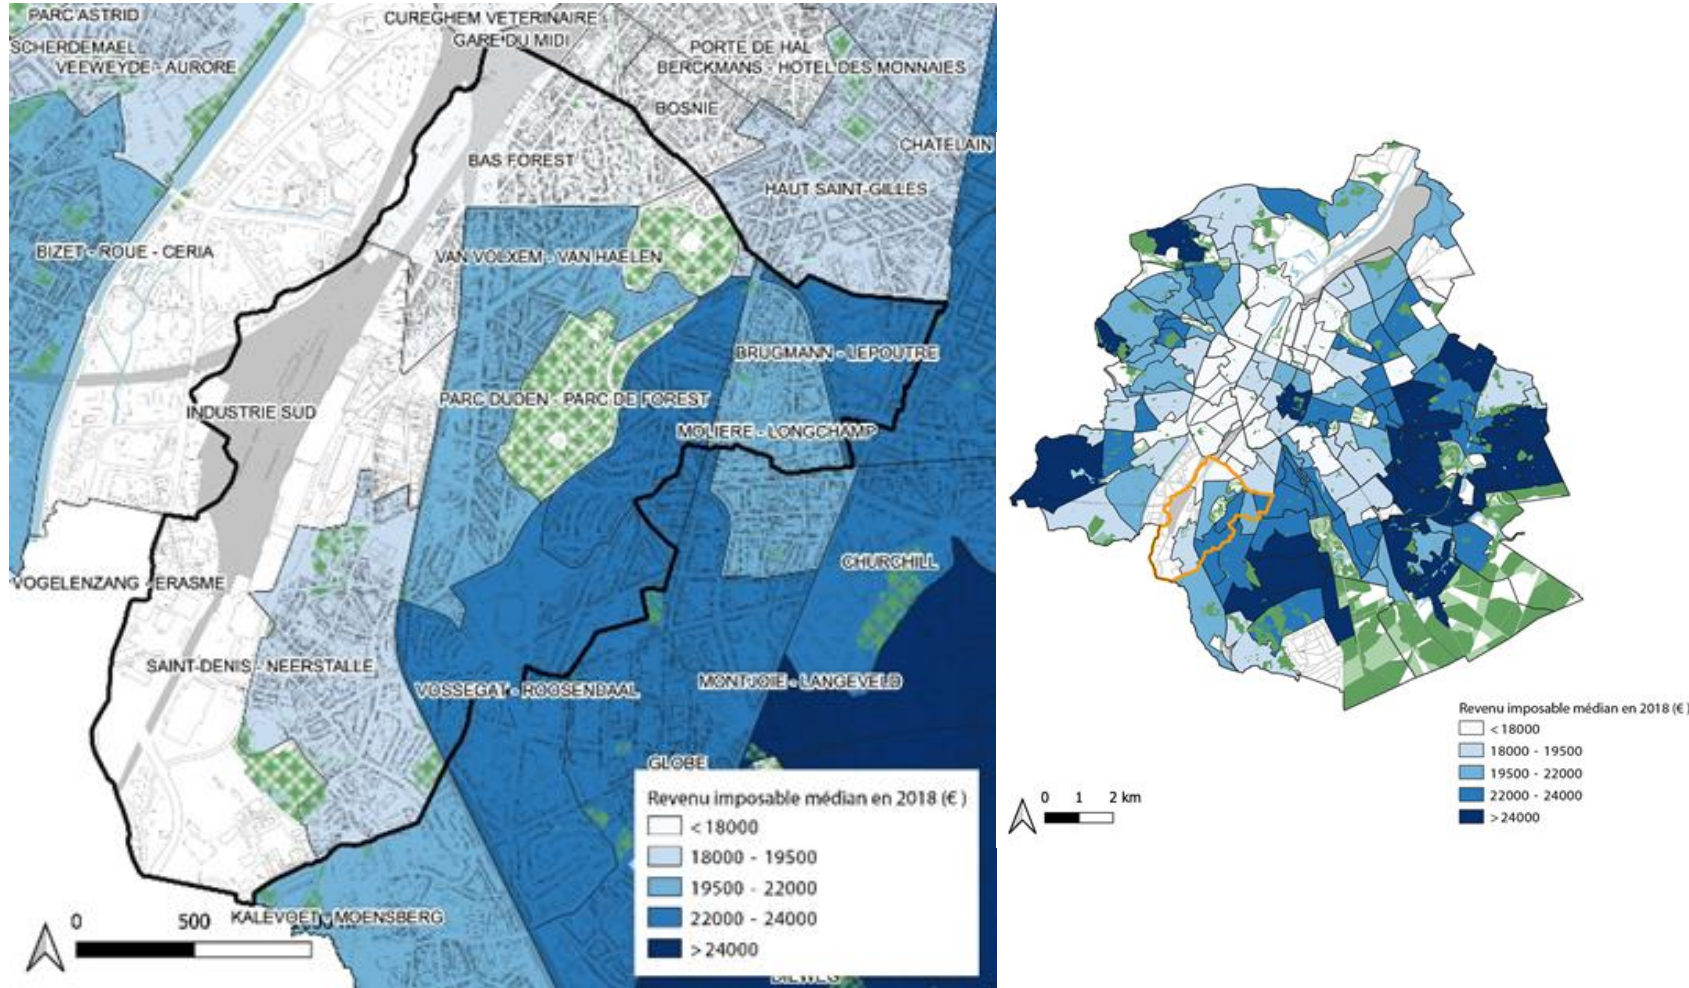 PARC ASTRID
CUREGHEM VETERINAIRE
GARE DU MIDI
SCHERDEMAEL
VEEWEYDE - AURORE
PORTE DE HAL
BERCKMANS - HOTEL DES MONNAIES
BOSNIE
CHATELAIN
BAS FOREST
HAUT SAINT-GILLES
BIZET - ROUE - CERIA
VAN VOLXEM - VAN HAELEN
BRUGMANN - LEPOUTRE
PARC DUDEN - PARC DE FOREST
INDUSTRIE SUD
MOLIERE - LONGCHAMP
CHURCHILL
VOGELENZANG - ERASME
SAINT-DENIS - NEERSTALLE
VOSSEGAT - ROOSENDAAL
MONTJOIE - LANGEVELD
GLOBE
Revenu imposable médian en 2018 (€ )
< 18000
18000 - 19500
19500 - 22000
22000 - 24000
> 24000
KALEVOET - MOENSBERG
0 500
DIEWEG
Revenu imposable médian en 2018 (€ )
< 18000
18000 - 19500
19500 - 22000
22000 - 24000
> 24000
0 1 2 km